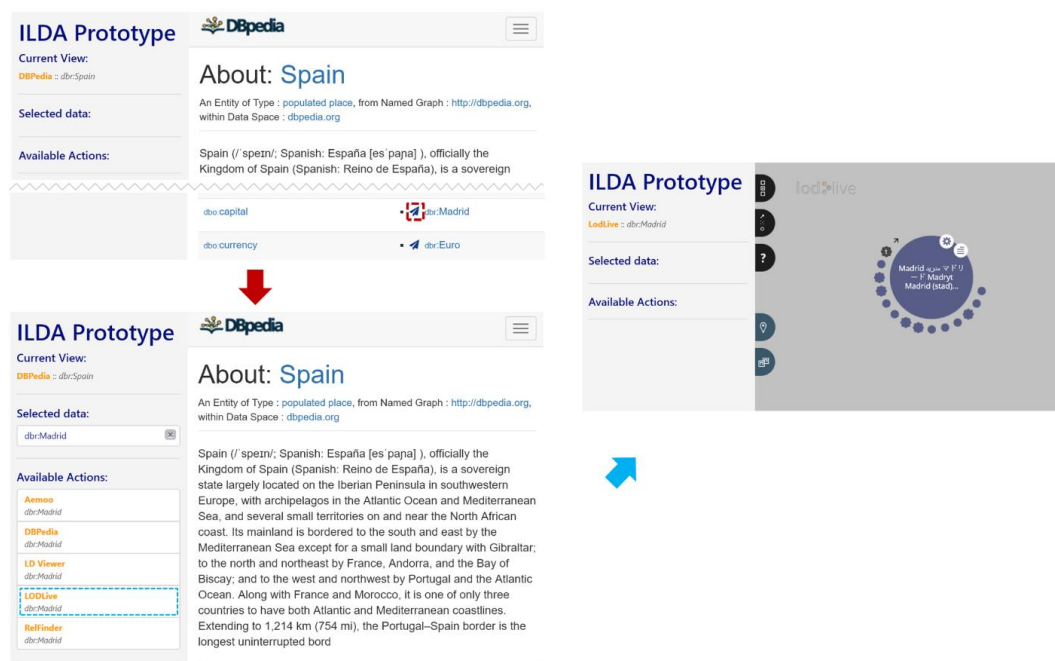 ILDA Prototype
Current View:
DBPedia :: dbr:Spain
Selected data:
Available Actions:
DBpedia
About: Spain
An Entity of Type : populated place, from Named Graph : http://dbpedia.org,
within Data Space : dbpedia.org
Spain (/ˈspeɪn/; Spanish: España [esˈpaɲa] ), officially the
Kingdom of Spain (Spanish: Reino de España), is a sovereign
dbo:capital
dbr:Madrid
dbo:currency
dbr:Euro
ILDA Prototype
Current View:
DBPedia :: dbr:Spain
Selected data:
dbr:Madrid
Available Actions:
Aemoo
dbr:Madrid
DBPedia
dbr:Madrid
LD Viewer
dbr:Madrid
LODLive
dbr:Madrid
RelFinder
dbr:Madrid
DBpedia
About: Spain
An Entity of Type : populated place, from Named Graph : http://dbpedia.org,
within Data Space : dbpedia.org
Spain (/ˈspeɪn/; Spanish: España [esˈpaɲa] ), officially the
Kingdom of Spain (Spanish: Reino de España), is a sovereign
state largely located on the Iberian Peninsula in southwestern
Europe, with archipelagos in the Atlantic Ocean and Mediterranean
Sea, and several small territories on and near the North African
coast. Its mainland is bordered to the south and east by the
Mediterranean Sea except for a small land boundary with Gibraltar;
to the north and northeast by France, Andorra, and the Bay of
Biscay; and to the west and northwest by Portugal and the Atlantic
Ocean. Along with France and Morocco, it is one of only three
countries to have both Atlantic and Mediterranean coastlines.
Extending to 1,214 km (754 mi), the Portugal–Spain border is the
longest uninterrupted bord
ILDA Prototype
Current View:
LodLive :: dbr:Madrid
Selected data:
Available Actions:
lodlive
?
Madrid مدريد マドリ
ード Madryt
Madrid (stad)...